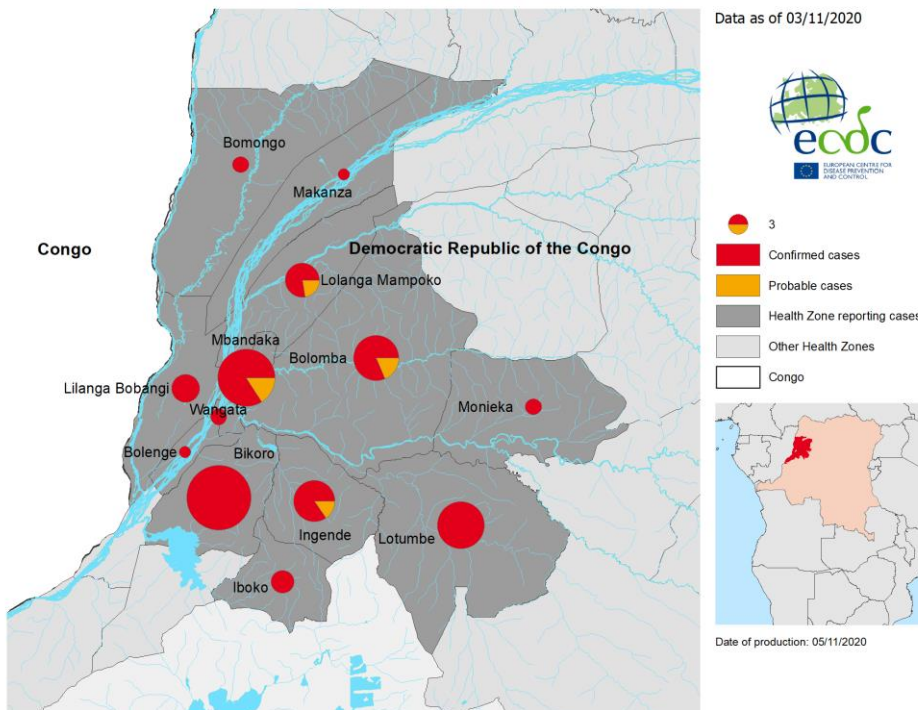 Data as of 03/11/2020
ecdc
EUROPEAN CENTRE FOR
DISEASE PREVENTION
AND CONTROL
Bomongo
Makanza
Congo
Democratic Republic of the Congo
Lolanga Mampoko
Mbandaka
Bolomba
Lilanga Bobangi
Wangata
Monieka
Bolenge
Bikoro
Ingende
Lotumbe
Iboko
3
Confirmed cases
Probable cases
Health Zone reporting cases
Other Health Zones
Congo
Date of production: 05/11/2020